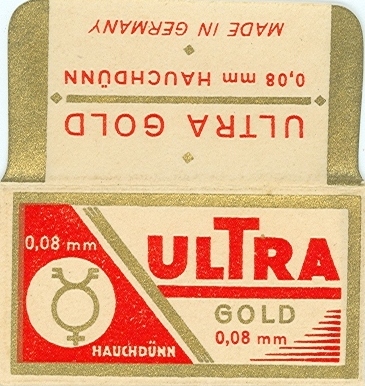 MADE IN GERMANY
0,08 mm HAUCHDÜNN
ULTRA GOLD
0,08 mm
HAUCHDÜNN
ULTRA
GOLD
0,08 mm